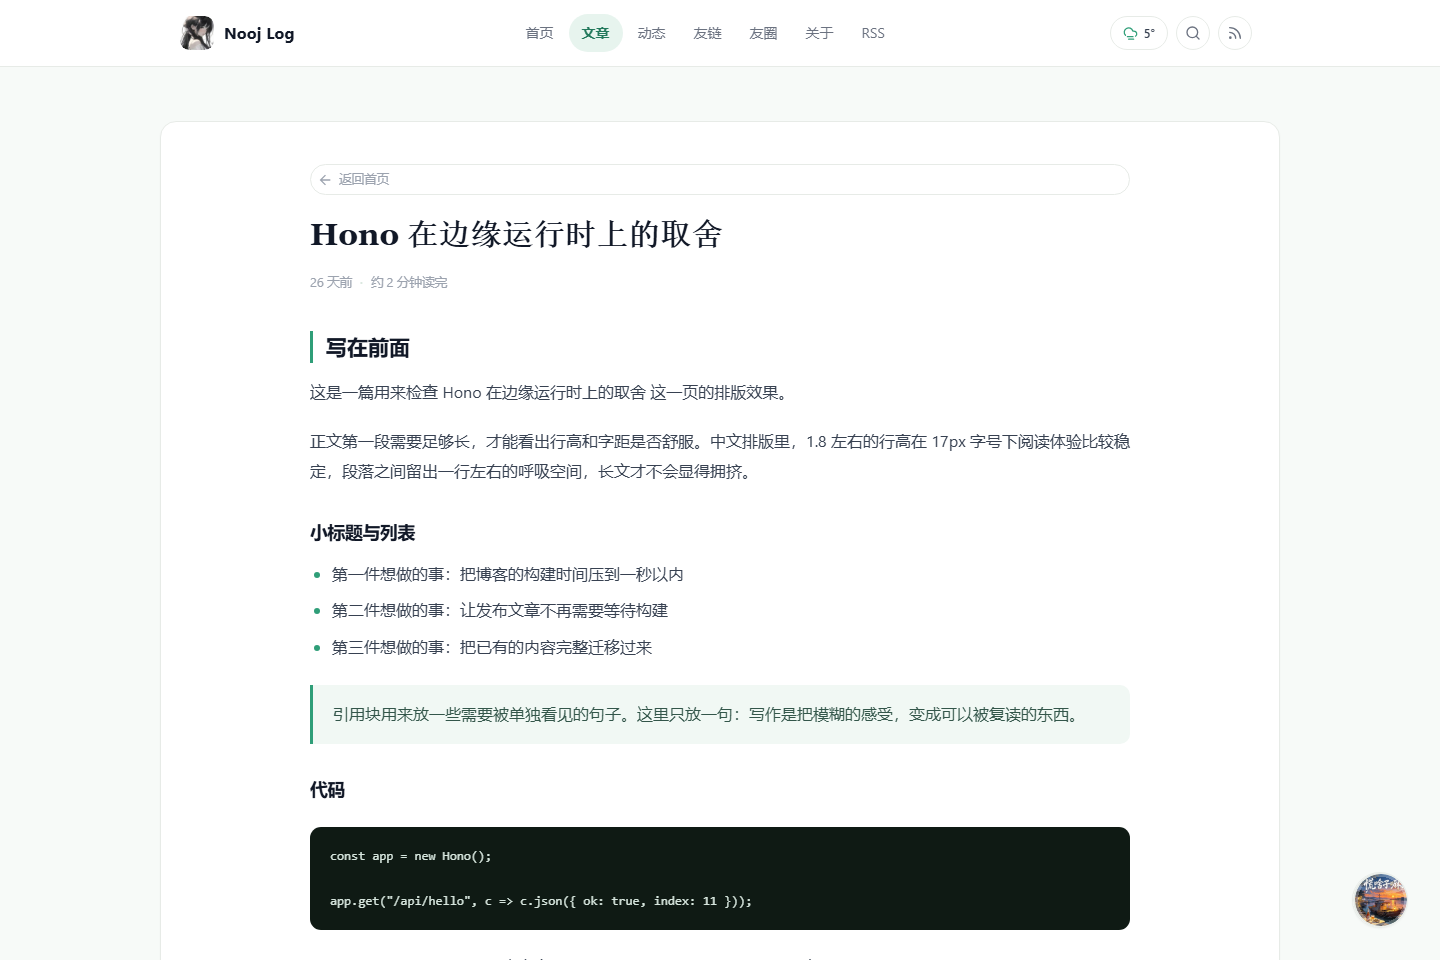 Nooj Log
首页
文章
动态
友链
友圈
关于
RSS
5°
返回首页
Hono 在边缘运行时上的取舍
26 天前 · 约 2 分钟读完
写在前面
这是一篇用来检查 Hono 在边缘运行时上的取舍 这一页的排版效果。
正文第一段需要足够长，才能看出行高和字距是否舒服。中文排版里，1.8 左右的行高在 17px 字号下阅读体验比较稳
定，段落之间留出一行左右的呼吸空间，长文才不会显得拥挤。
小标题与列表
第一件想做的事：把博客的构建时间压到一秒以内
第二件想做的事：让发布文章不再需要等待构建
第三件想做的事：把已有的内容完整迁移过来
引用块用来放一些需要被单独看见的句子。这里只放一句：写作是把模糊的感受，变成可以被复读的东西。
代码
const app = new Hono();
app.get("/api/hello", c => c.json({ ok: true, index: 11 }));